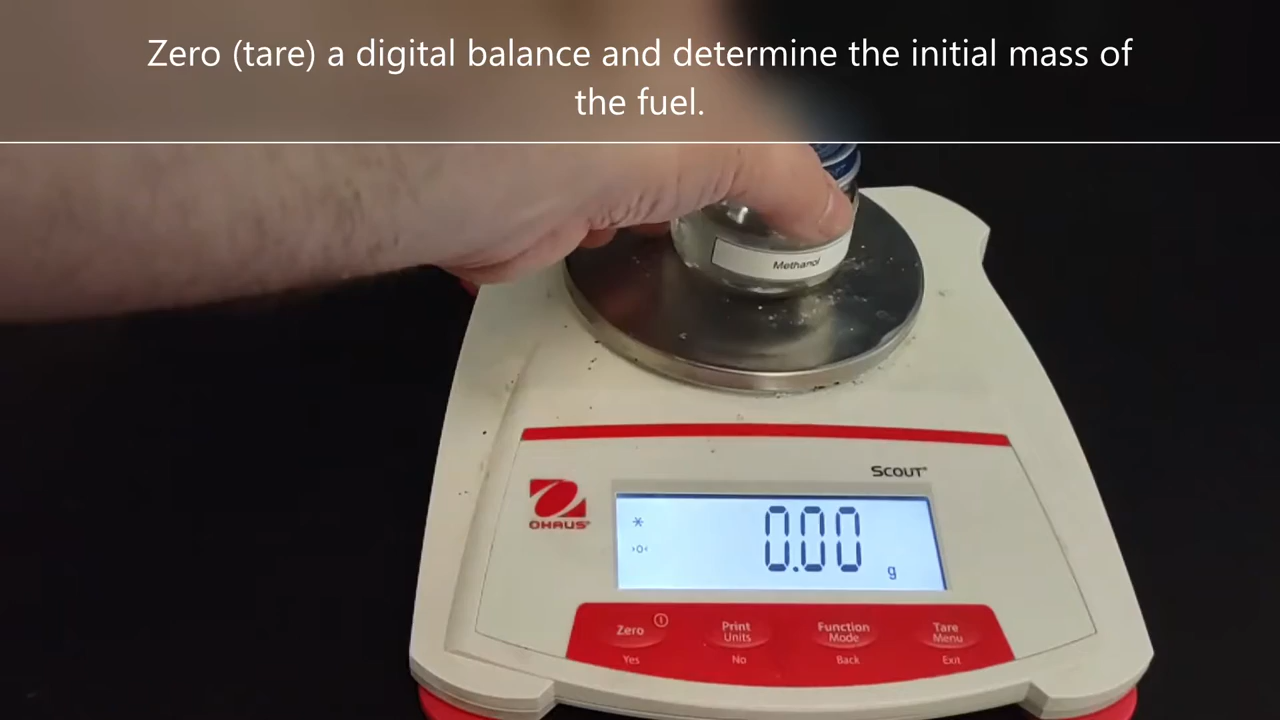 Zero (tare) a digital balance and determine the initial mass of
the fuel.
Methanol
SCOUT
OHAUS
*
>0<
0.00
g
Zero
Print
Units
Function
Mode
Tare
Menu
Yes
No
Back
Exit